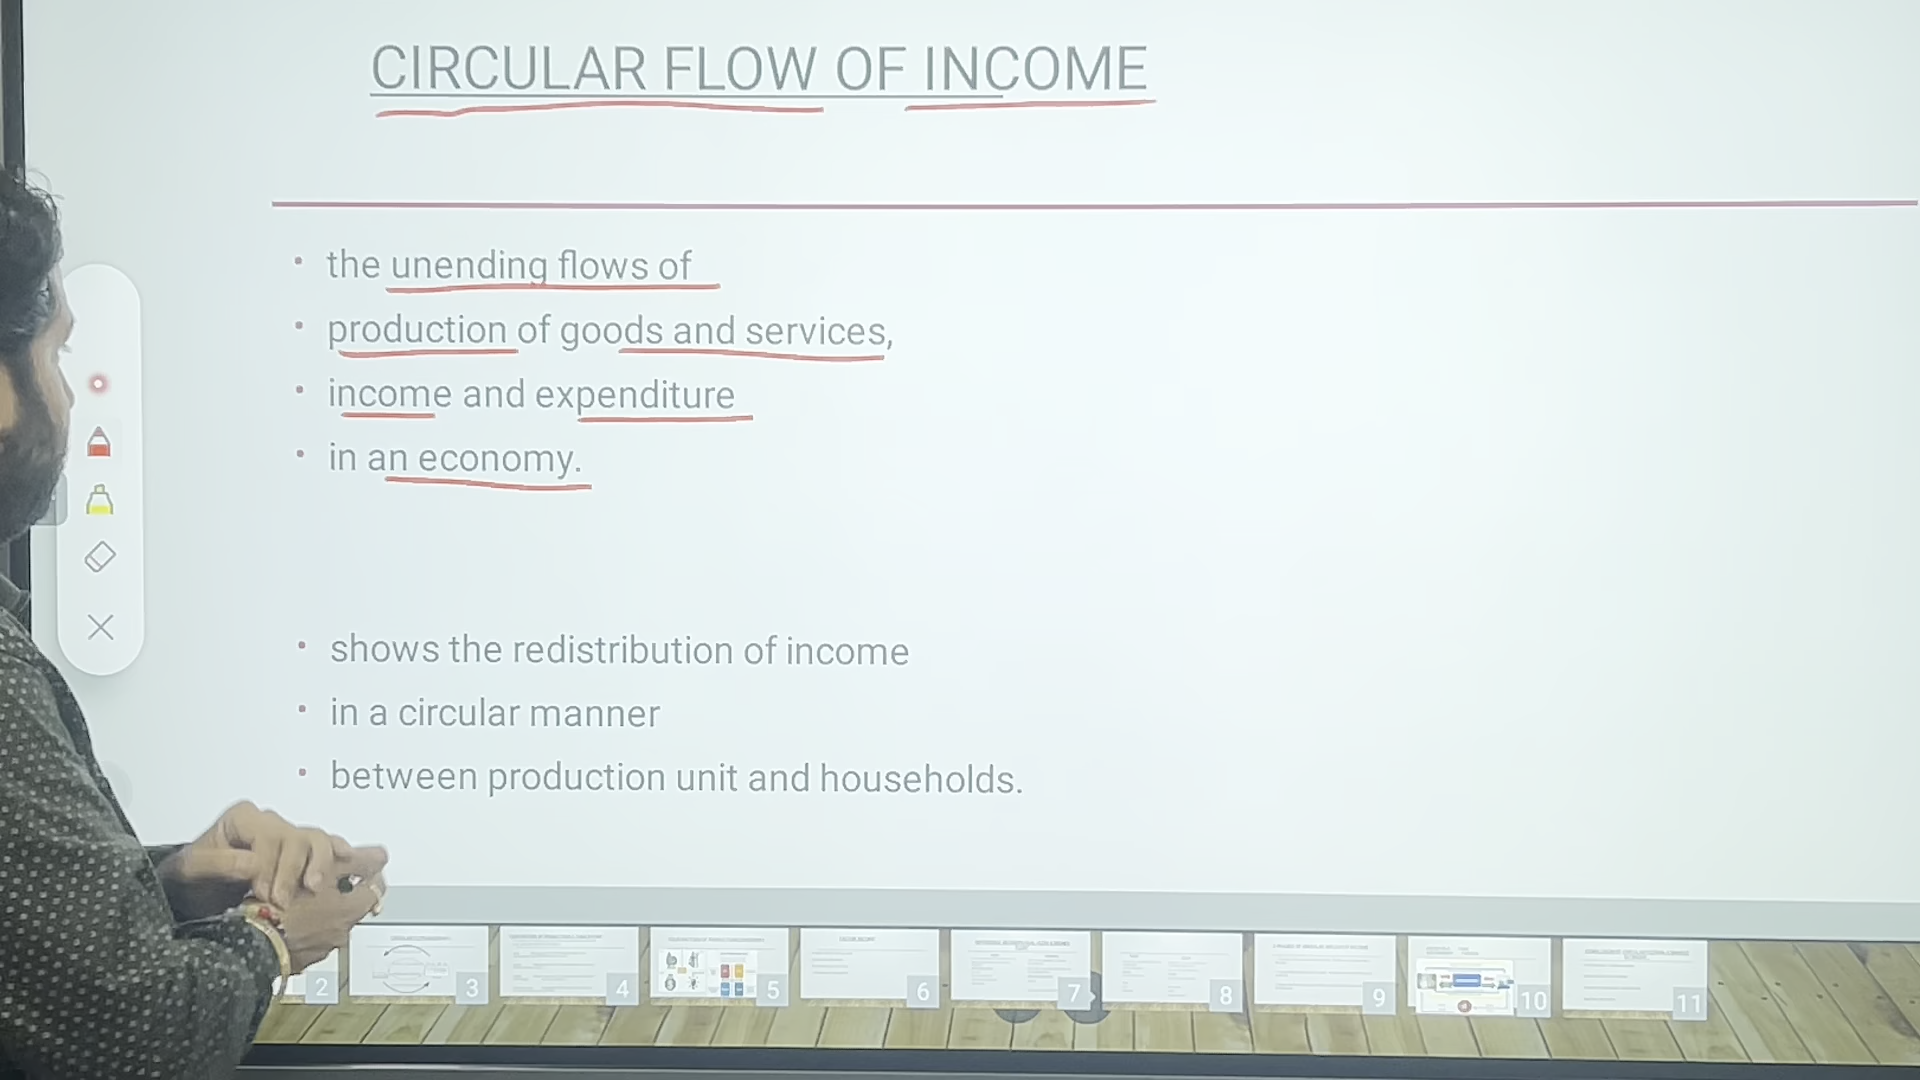 CIRCULAR FLOW OF INCOME
• the unending flows of
• production of goods and services,
• income and expenditure
• in an economy.
• shows the redistribution of income
• in a circular manner
• between production unit and households.
2
3
4
5
6
7
8
9
10
11